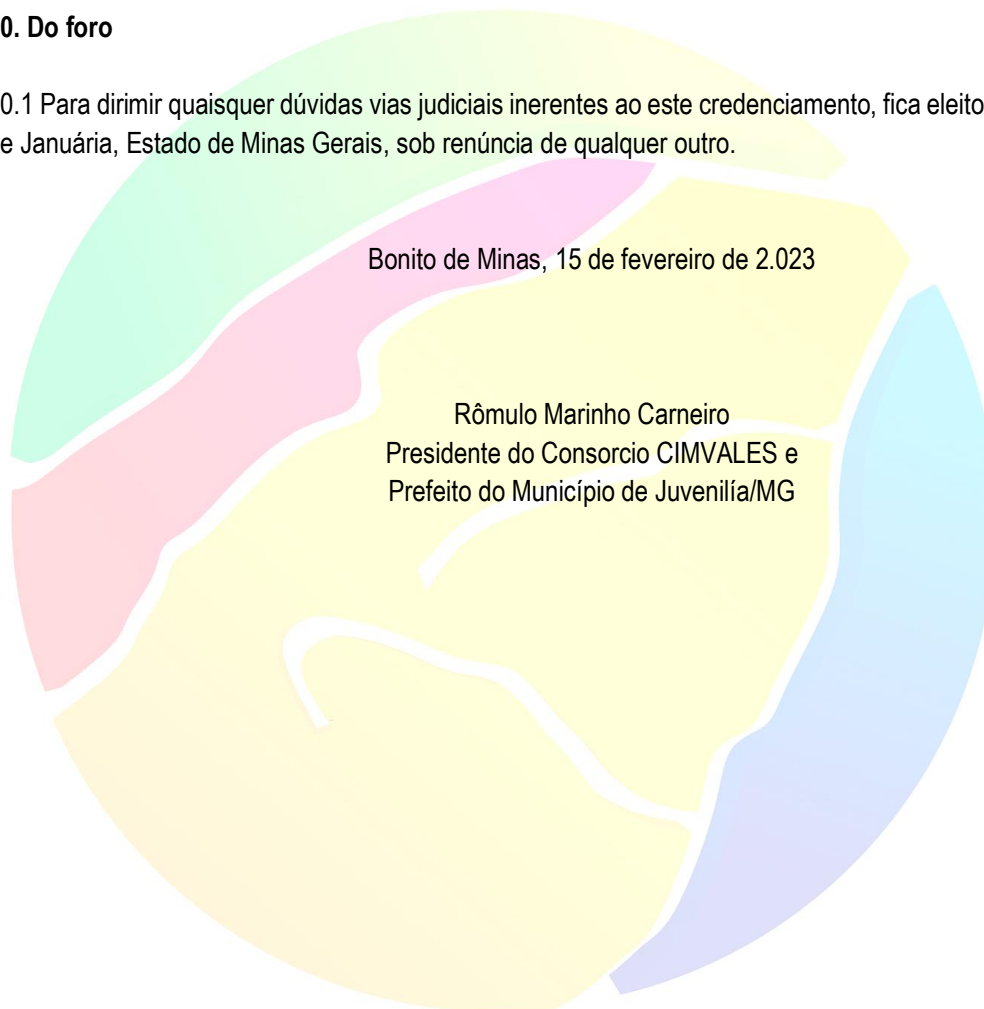 0. Do foro
0.1 Para dirimir quaisquer dúvidas vias judiciais inerentes ao este credenciamento, fica eleito
e Januária, Estado de Minas Gerais, sob renúncia de qualquer outro.
Bonito de Minas, 15 de fevereiro de 2.023
Rômulo Marinho Carneiro
Presidente do Consorcio CIMVALES e
Prefeito do Município de Juvenilía/MG